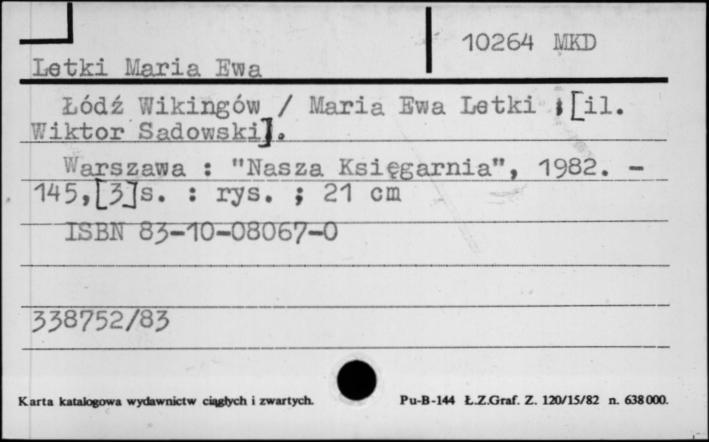 10264 MKD
Letki Maria Ewa
Łódź Wikingów / Maria Ewa Letki ; [il.
Wiktor Sadowski].
Warszawa : "Nasza Księgarnia", 1982. -
145,[3]s. : rys. ; 21 cm
ISBN 83-10-08067-0
338752/83
Karta katalogowa wydawnictw ciągłych i zwartych. Pu-B-144 Ł.Z.Graf. Z. 120/15/82 n. 638000.